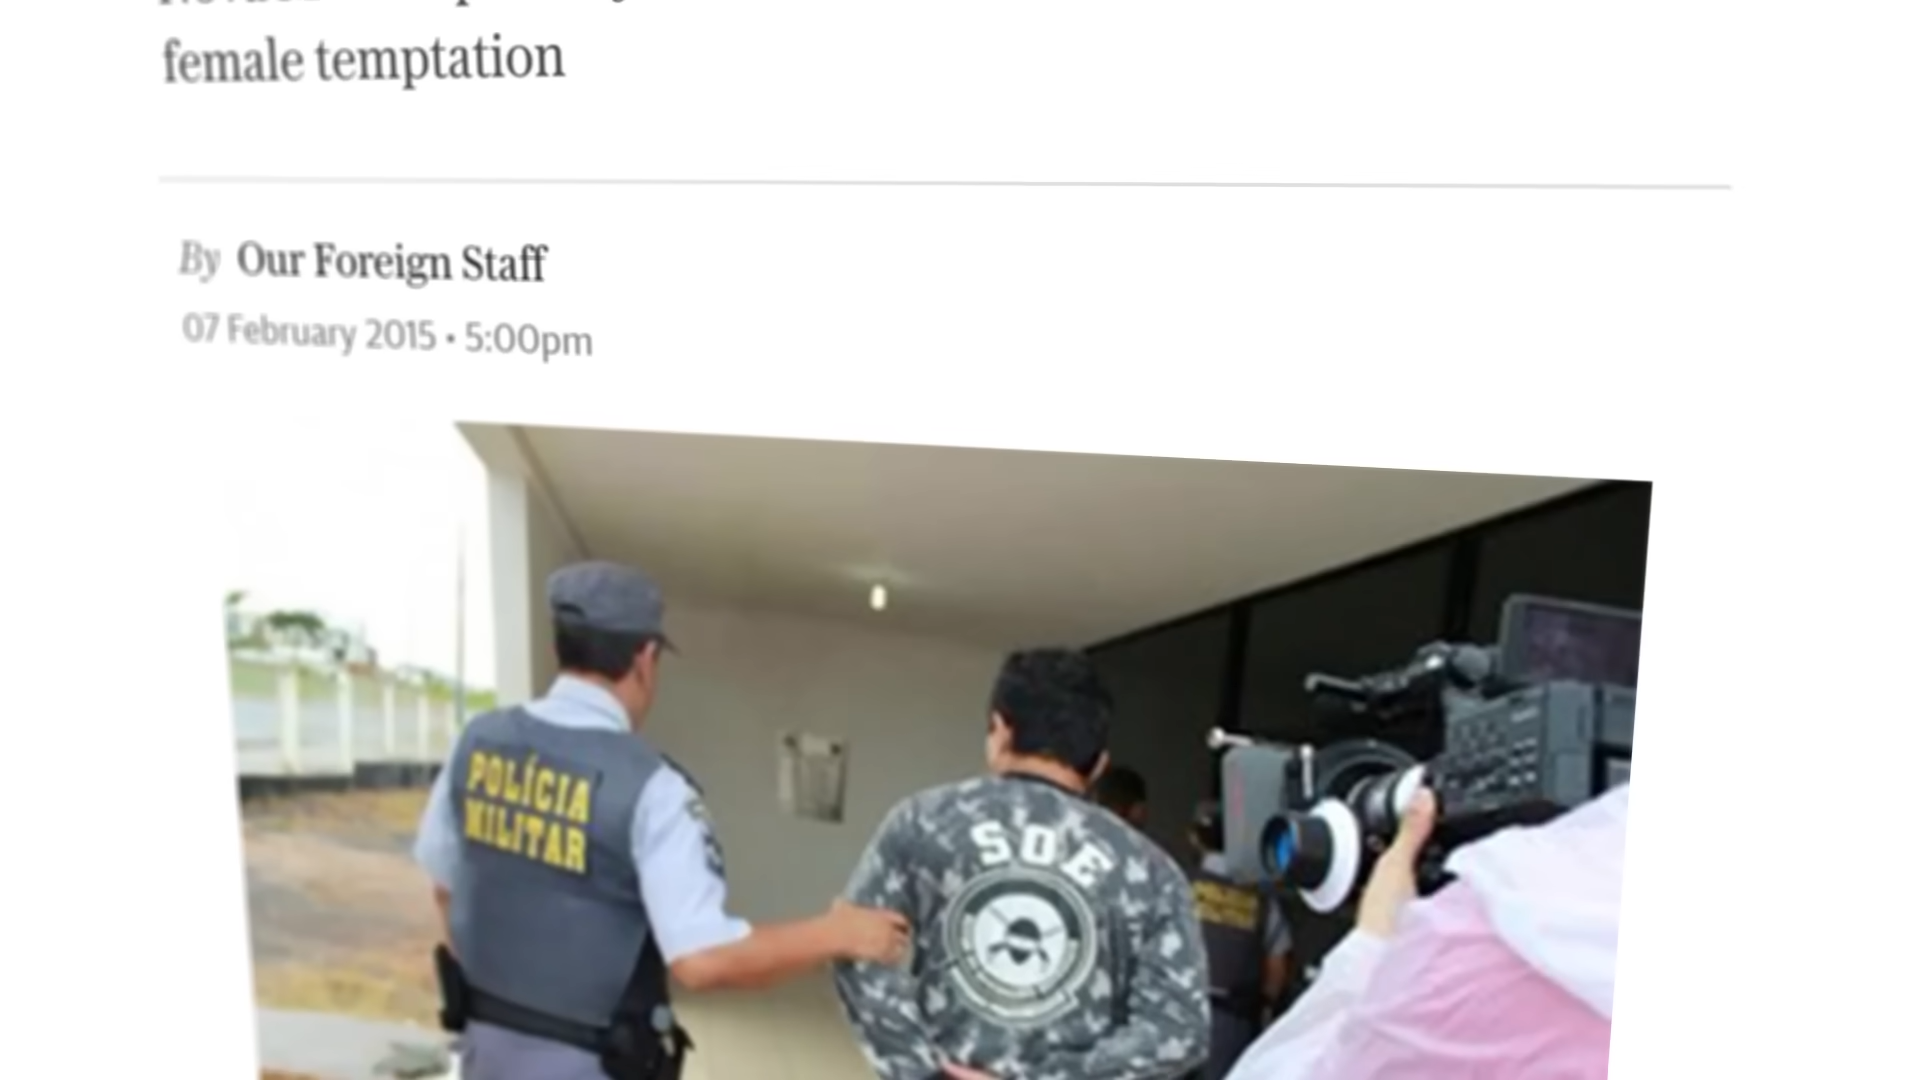 female temptation
By Our Foreign Staff
07 February 2015 • 5:00pm
POLÍCIA
MILITAR
SOE